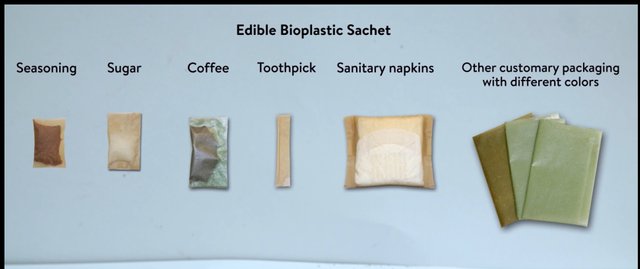 Edible Bioplastic Sachet
Seasoning
Sugar
Coffee
Toothpick
Sanitary napkins
Other customary packaging
with different colors